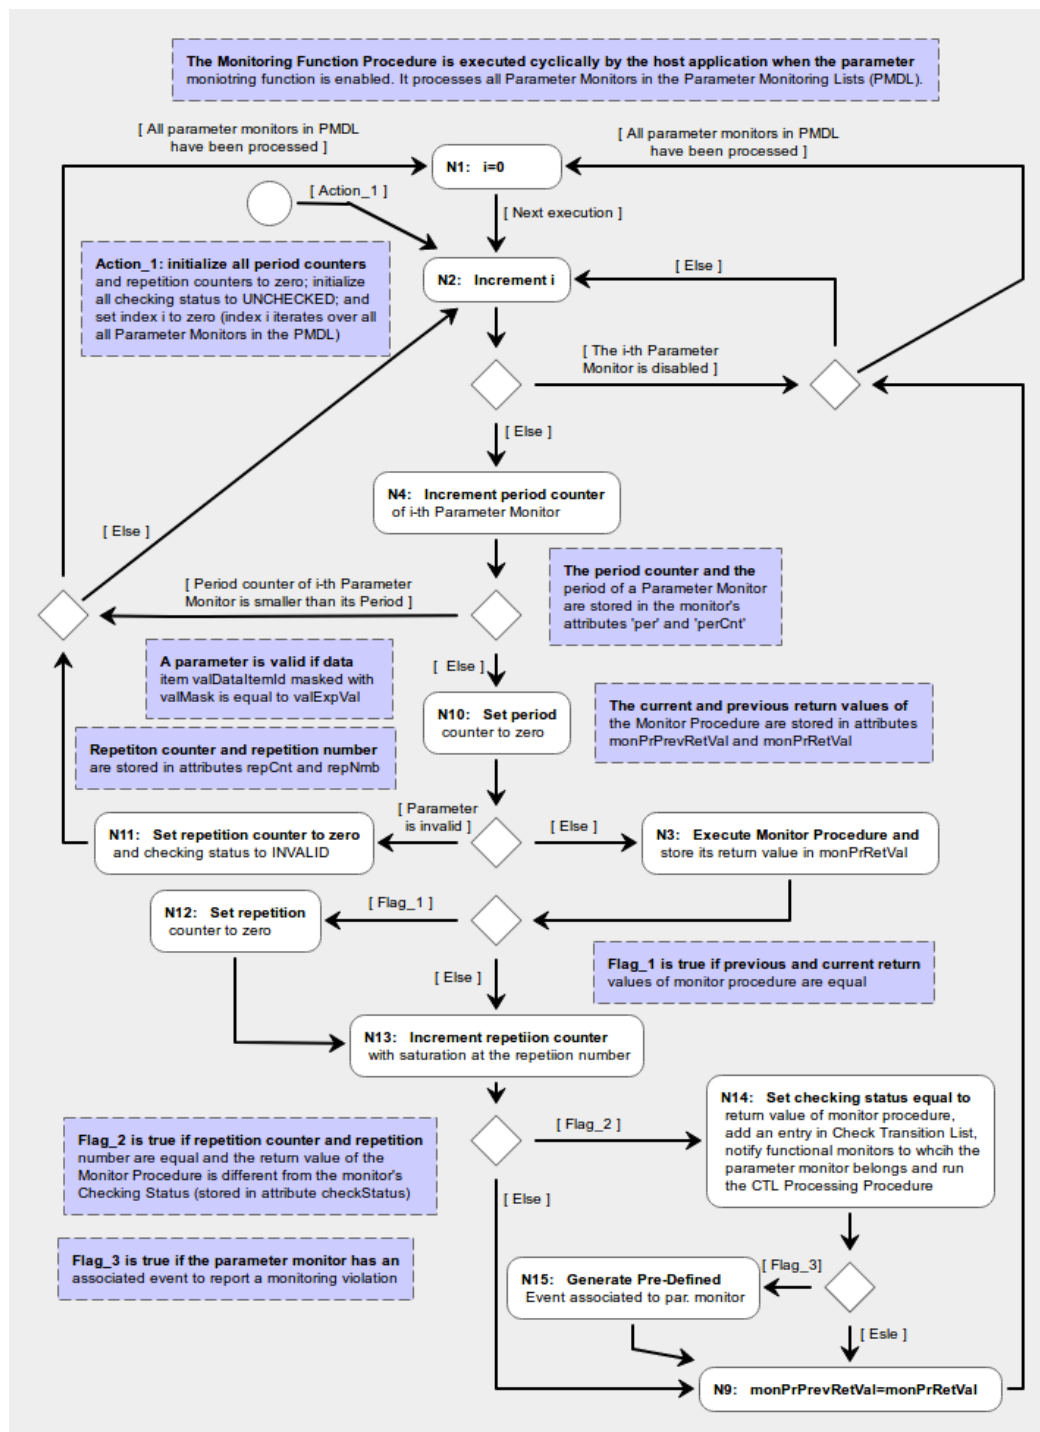 The Monitoring Function Procedure is executed cyclically by the host application when the parameter
moniotring function is enabled. It processes all Parameter Monitors in the Parameter Monitoring Lists (PMDL).
[ All parameter monitors in PMDL
have been processed ]
[ All parameter monitors in PMDL
have been processed ]
N1: i=0
[ Action_1 ]
[ Next execution ]
Action_1: initialize all period counters
and repetition counters to zero; initialize
all checking status to UNCHECKED; and
set index i to zero (index i iterates over all
all Parameter Monitors in the PMDL)
N2: Increment i
[ Else ]
[ The i-th Parameter
Monitor is disabled ]
[ Else ]
N4: Increment period counter
of i-th Parameter Monitor
[ Else ]
[ Period counter of i-th Parameter
Monitor is smaller than its Period ]
The period counter and the
period of a Parameter Monitor
are stored in the monitor's
attributes 'per' and 'perCnt'
A parameter is valid if data
item valDataItemId masked with
valMask is equal to valExpVal
[ Else ]
N10: Set period
counter to zero
The current and previous return values of
the Monitor Procedure are stored in attributes
monPrPrevRetVal and monPrRetVal
Repetiton counter and repetition number
are stored in attributes repCnt and repNmb
[ Parameter
is invalid ]
[ Else ]
N11: Set repetition counter to zero
and checking status to INVALID
N3: Execute Monitor Procedure and
store its return value in monPrRetVal
N12: Set repetition
counter to zero
[ Flag_1 ]
[ Else ]
Flag_1 is true if previous and current return
values of monitor procedure are equal
N13: Increment repetiion counter
with saturation at the repetiion number
Flag_2 is true if repetition counter and repetition
number are equal and the return value of the
Monitor Procedure is different from the monitor's
Checking Status (stored in attribute checkStatus)
[ Flag_2 ]
N14: Set checking status equal to
return value of monitor procedure,
add an entry in Check Transition List,
notify functional monitors to whcih the
parameter monitor belongs and run
the CTL Processing Procedure
[ Else ]
Flag_3 is true if the parameter monitor has an
associated event to report a monitoring violation
N15: Generate Pre-Defined
Event associated to par. monitor
[ Flag_3]
[ Esle ]
N9: monPrPrevRetVal=monPrRetVal